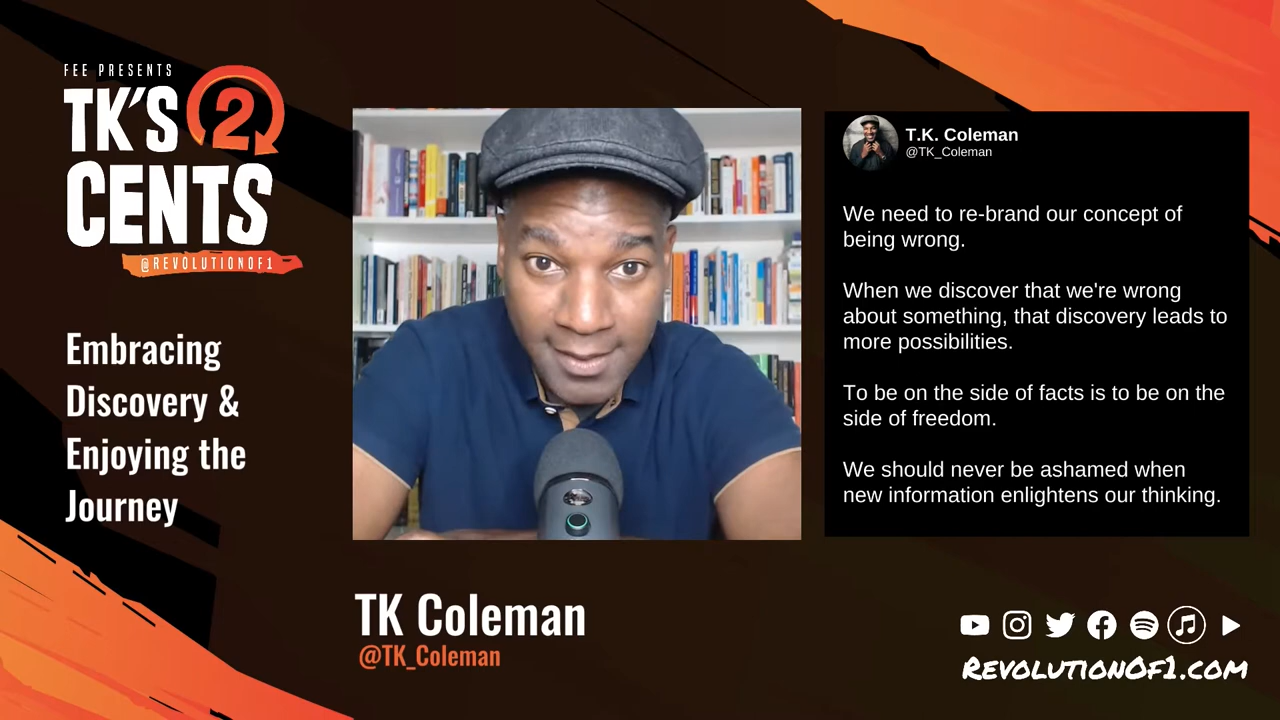 FEE PRESENTS
TK'S 2
CENTS
@REVOLUTIONOF1
Embracing
Discovery &
Enjoying the
Journey
T.K. Coleman
@TK_Coleman
We need to re-brand our concept of
being wrong.
When we discover that we're wrong
about something, that discovery leads to
more possibilities.
To be on the side of facts is to be on the
side of freedom.
We should never be ashamed when
new information enlightens our thinking.
TK Coleman
@TK_Coleman
REVOLUTIONOF1.COM